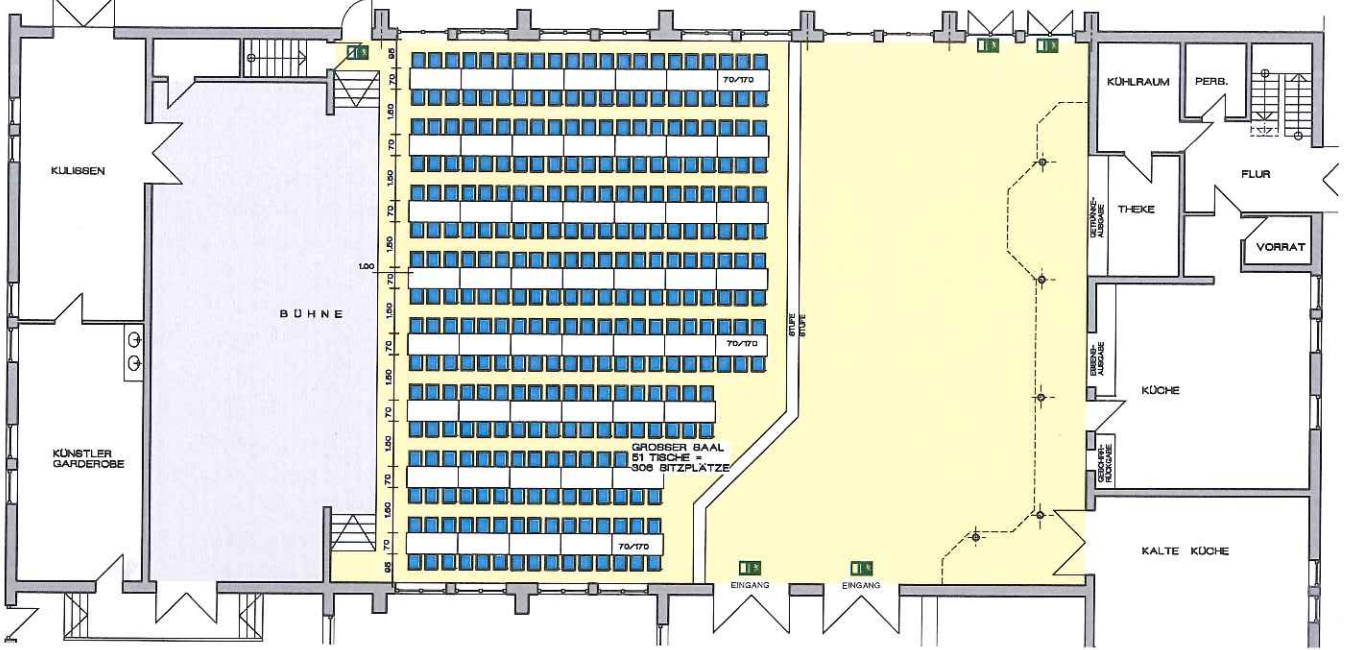 KULISSEN
KÜNSTLER
GARDEROBE
BÜHNE
1.00
95
70
1.50
70
1.50
70
1.50
70
1.50
70
1.50
70
1.50
70
1.50
70
95
70/170
70/170
70/170
GROSSER SAAL
51 TISCHE =
306 SITZPLÄTZE
STUFE
STUFE
EINGANG
EINGANG
KÜHLRAUM
PERS.
FLUR
GETRÄNKE-
AUSGABE
THEKE
VORRAT
ESSENS-
AUSGABE
KÜCHE
GESCHIRR-
RÜCKGABE
KALTE KÜCHE